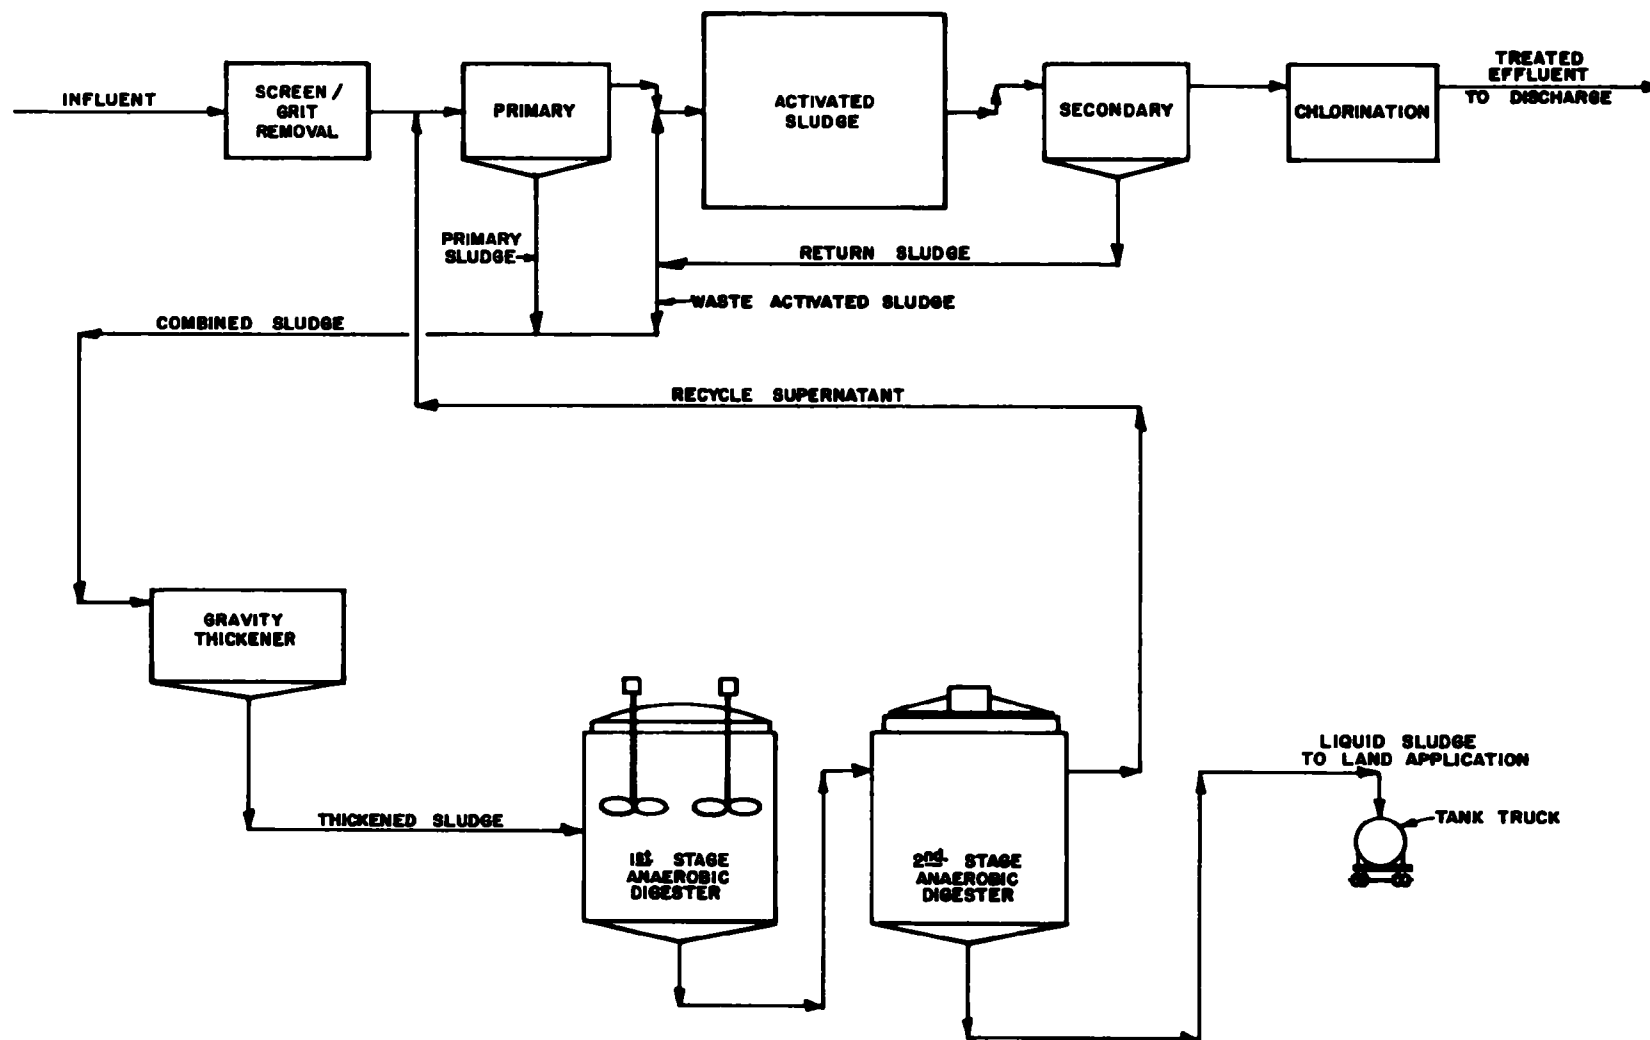 INFLUENT
SCREEN /
GRIT
REMOVAL
PRIMARY
ACTIVATED
SLUDGE
SECONDARY
CHLORINATION
TREATED
EFFLUENT
TO DISCHARGE
PRIMARY
SLUDGE
RETURN SLUDGE
WASTE ACTIVATED SLUDGE
COMBINED SLUDGE
RECYCLE SUPERNATANT
GRAVITY
THICKENER
THICKENED SLUDGE
1st STAGE
ANAEROBIC
DIGESTER
2nd. STAGE
ANAEROBIC
DIGESTER
LIQUID SLUDGE
TO LAND APPLICATION
TANK TRUCK